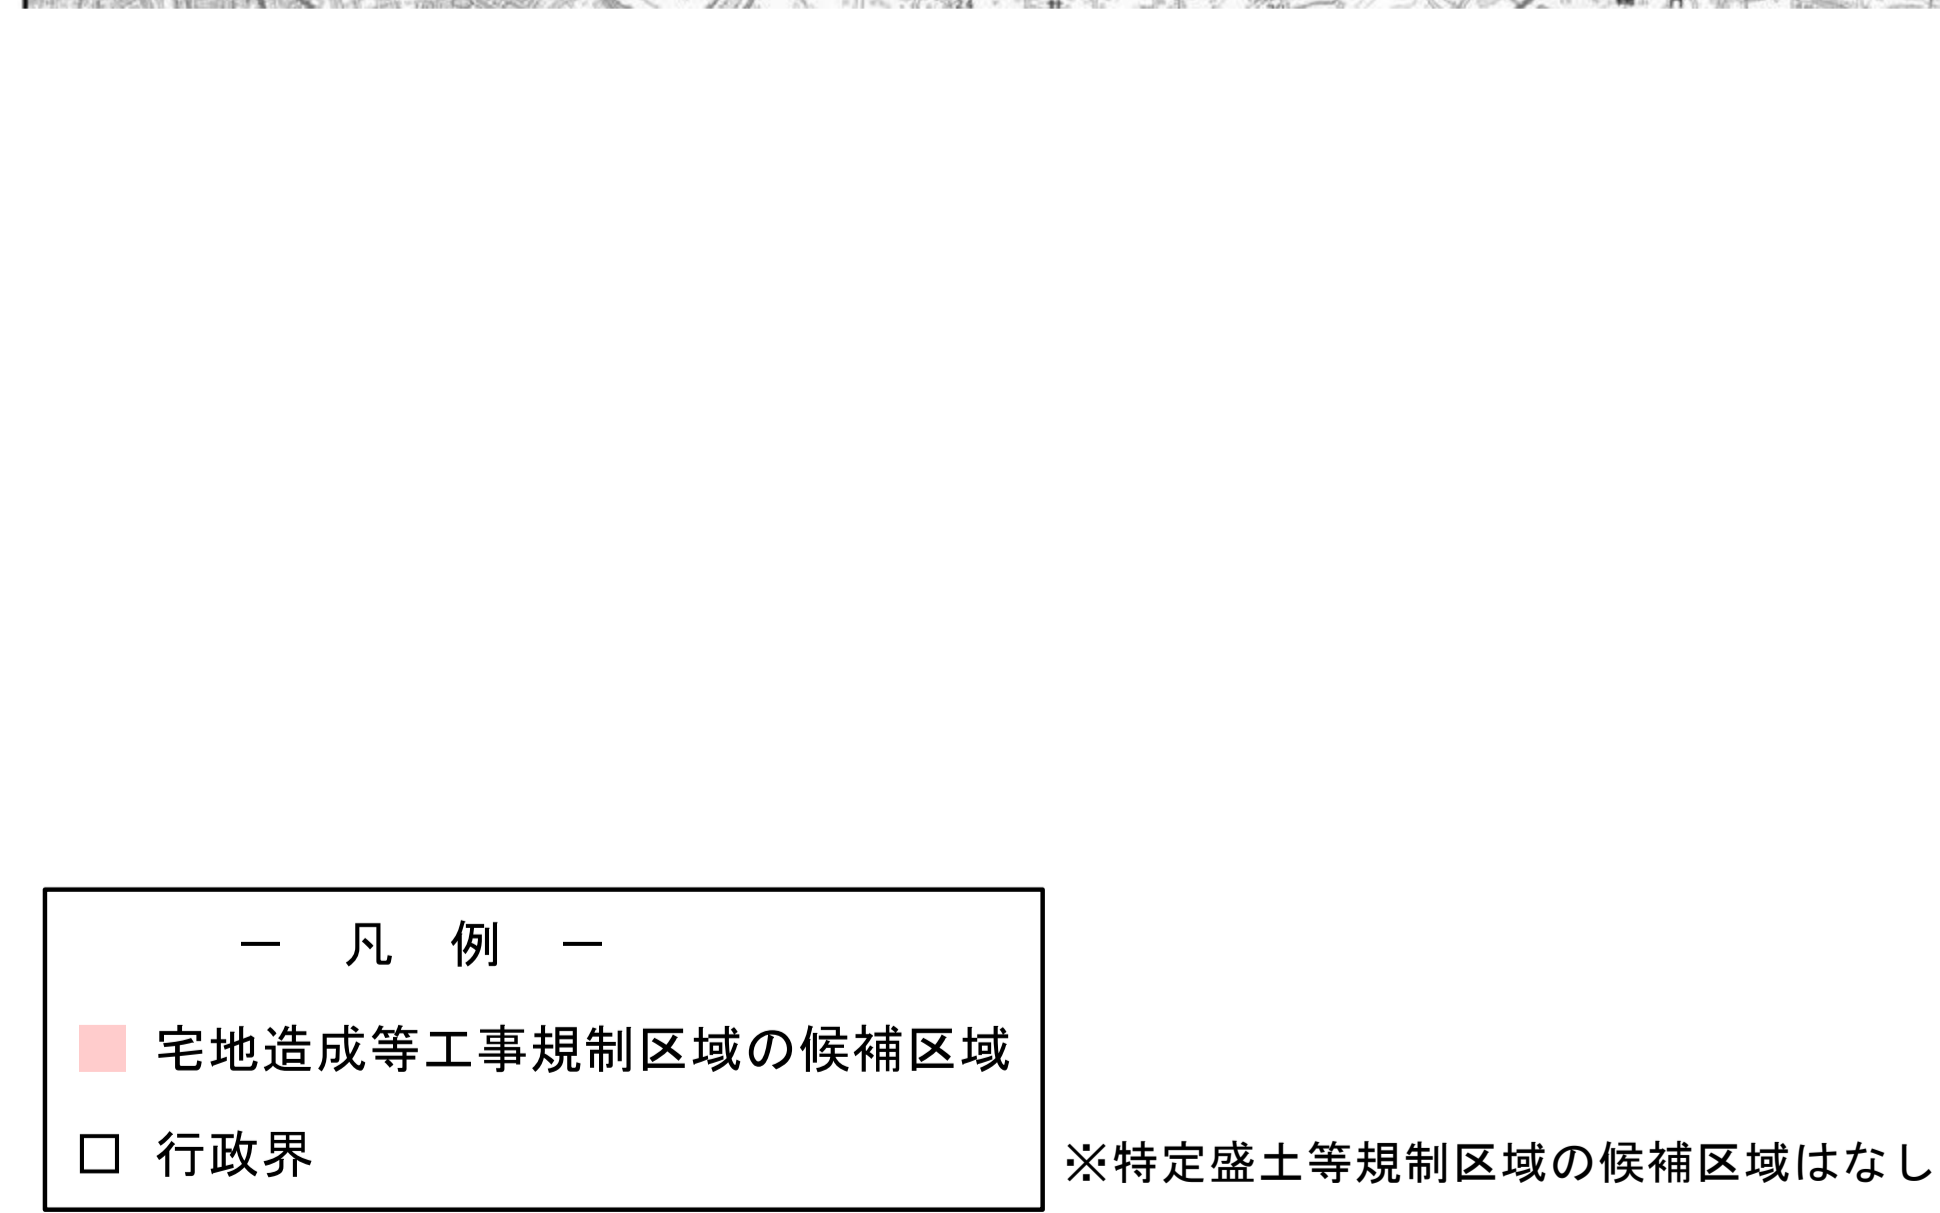 － 凡 例 －
宅地造成等工事規制区域の候補区域
行政界
※特定盛土等規制区域の候補区域はなし